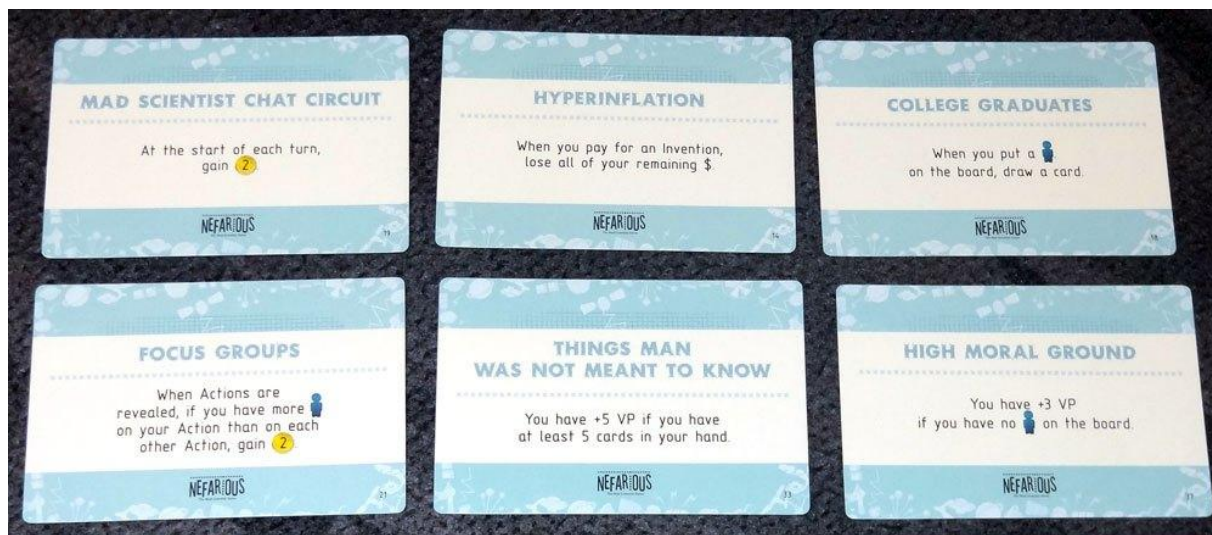 MAD SCIENTIST CHAT CIRCUIT
At the start of each turn,
gain 2.
NEFARIOUS
19
HYPERINFLATION
When you pay for an Invention,
lose all of your remaining $.
NEFARIOUS
14
COLLEGE GRADUATES
When you put a
on the board, draw a card.
NEFARIOUS
FOCUS GROUPS
When Actions are
revealed, if you have more
on your Action than on each
other Action, gain 2.
NEFARIOUS
21
THINGS MAN
WAS NOT MEANT TO KNOW
You have +5 VP if you have
at least 5 cards in your hand.
NEFARIOUS
33
HIGH MORAL GROUND
You have +3 VP
if you have no on the board.
NEFARIOUS